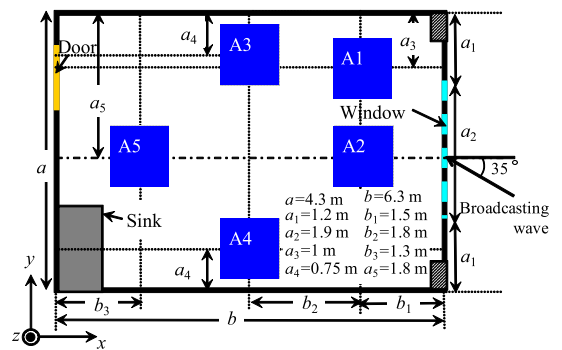 a₄
A3
a₃
a₁
Door
A1
Window
a₅
a₂
a
A5
A2
35°
a=4.3 m b=6.3 m
a₁=1.2 m b₁=1.5 m
a₂=1.9 m b₂=1.8 m
a₃=1 m b₃=1.3 m
a₄=0.75 m a₅=1.8 m
Broadcasting
wave
Sink
A4
a₄
a₁
y
b₃
b₂
b₁
b
z
x